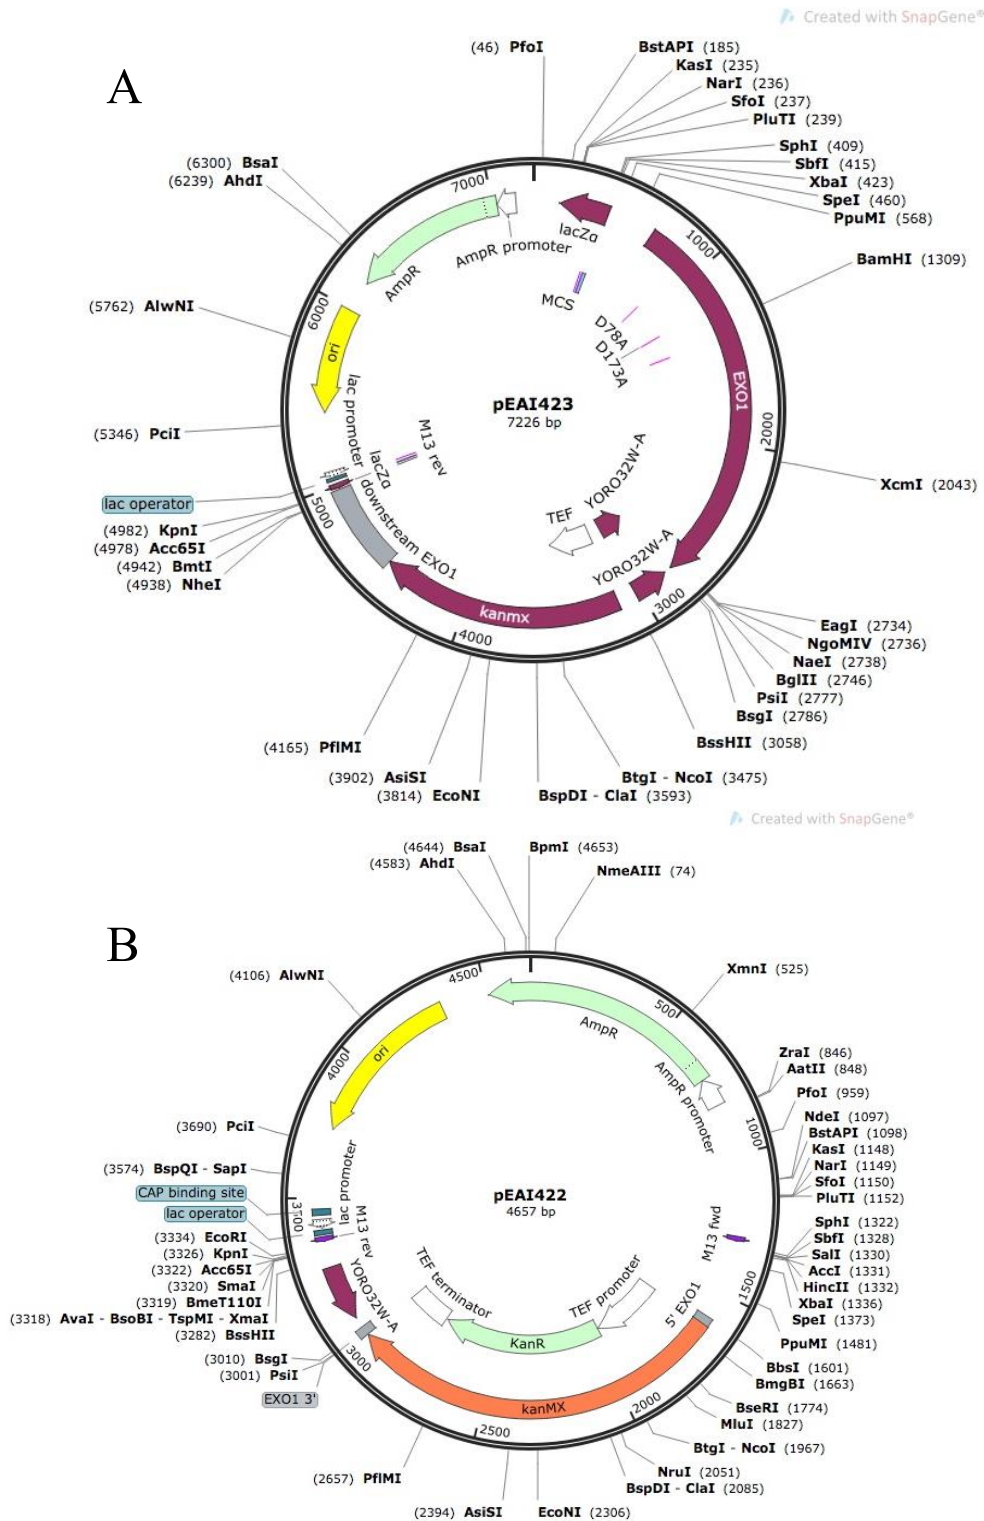 Created with SnapGene®
A
(46) PfoI
BstAPI (185)
KasI (235)
NarI (236)
SfoI (237)
PluTI (239)
SphI (409)
SbfI (415)
XbaI (423)
SpeI (460)
PpuMI (568)
BamHI (1309)
XcmI (2043)
EagI (2734)
NgoMIV (2736)
NaeI (2738)
BglII (2746)
PsiI (2777)
BsgI (2786)
BssHII (3058)
BtgI - NcoI (3475)
BspDI - ClaI (3593)
(3814) EcoNI
(3902) AsiSI
(4165) PflMI
(4938) NheI
(4942) BmtI
(4978) Acc65I
(4982) KpnI
lac operator
(5346) PciI
(5762) AlwNI
(6239) AhdI
(6300) BsaI
1000
2000
3000
4000
5000
6000
7000
lacZα
AmpR promoter
AmpR
MCS
D78A
D173A
EXO1
ori
lac promoter
lacZα
M13 rev
downstream EXO1
YORO32W-A
TEF
YORO32W-A
kanmx
pEAI423
7226 bp
Created with SnapGene®
B
(4644) BsaI
(4583) AhdI
BpmI (4653)
NmeAIII (74)
XmnI (525)
ZraI (846)
AatII (848)
PfoI (959)
NdeI (1097)
BstAPI (1098)
KasI (1148)
NarI (1149)
SfoI (1150)
PluTI (1152)
SphI (1322)
SbfI (1328)
SalI (1330)
AccI (1331)
HincII (1332)
XbaI (1336)
SpeI (1373)
PpuMI (1481)
BbsI (1601)
BmgBI (1663)
BseRI (1774)
MluI (1827)
BtgI - NcoI (1967)
NruI (2051)
BspDI - ClaI (2085)
EcoNI (2306)
(2394) AsiSI
(2657) PflMI
EXO1 3'
(3001) PsiI
(3010) BsgI
(3282) BssHII
(3318) AvaI - BsoBI - TspMI - XmaI
(3319) BmeT110I
(3320) SmaI
(3322) Acc65I
(3326) KpnI
(3334) EcoRI
lac operator
CAP binding site
(3574) BspQI - SapI
(3690) PciI
(4106) AlwNI
500
1000
1500
2000
2500
3000
3500
4000
4500
AmpR
AmpR promoter
ori
lac promoter
M13 rev
M13 fwd
YORO32W-A
TEF terminator
TEF promoter
5' EXO1
KanR
kanMX
pEAI422
4657 bp